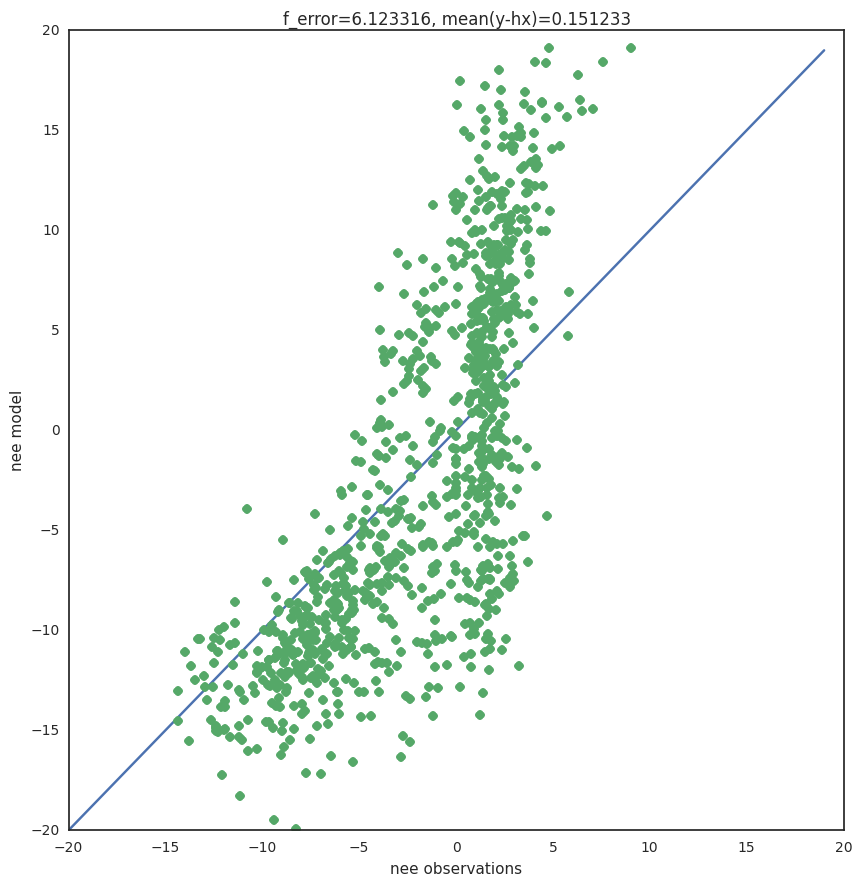 f_error=6.123316, mean(y-hx)=0.151233
20
15
10
5
0
−5
−10
−15
−20
nee model
−20 −15 −10 −5 0 5 10 15 20
nee observations